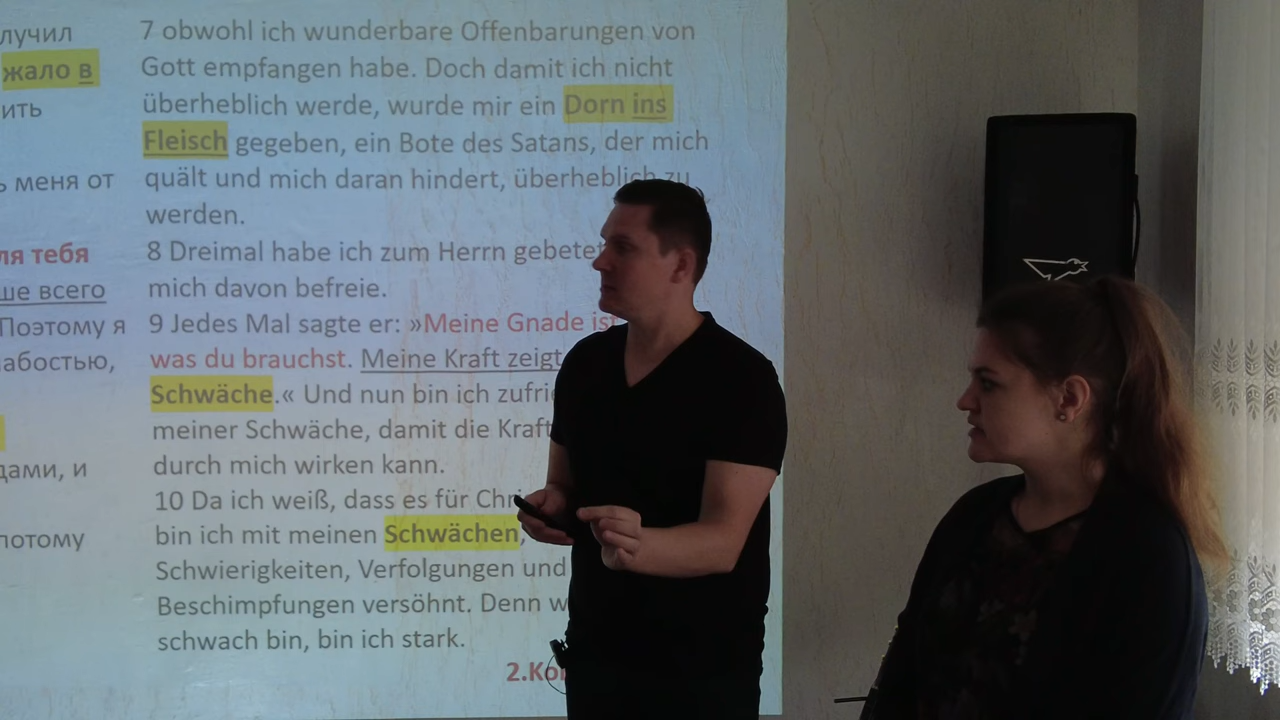 лучил
жало в
ить
ь меня от
ля тебя
ше всего
Поэтому я
лабостью,
дами, и
потому
7 obwohl ich wunderbare Offenbarungen von
Gott empfangen habe. Doch damit ich nicht
überheblich werde, wurde mir ein Dorn ins
Fleisch gegeben, ein Bote des Satans, der mich
quält und mich daran hindert, überheblich zu
werden.
8 Dreimal habe ich zum Herrn gebetet
mich davon befreie.
9 Jedes Mal sagte er: »Meine Gnade ist
was du brauchst. Meine Kraft zeigt
Schwäche.« Und nun bin ich zufrie
meiner Schwäche, damit die Kraft
durch mich wirken kann.
10 Da ich weiß, dass es für Chri
bin ich mit meinen Schwächen,
Schwierigkeiten, Verfolgungen und
Beschimpfungen versöhnt. Denn w
schwach bin, bin ich stark.
2.Kor